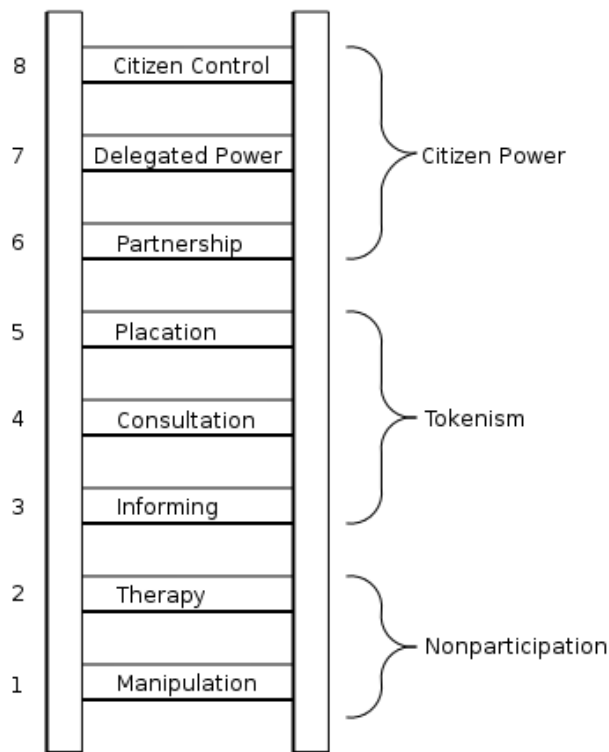 8 Citizen Control
7 Delegated Power Citizen Power
6 Partnership
5 Placation
4 Consultation Tokenism
3 Informing
2 Therapy
Nonparticipation
1 Manipulation